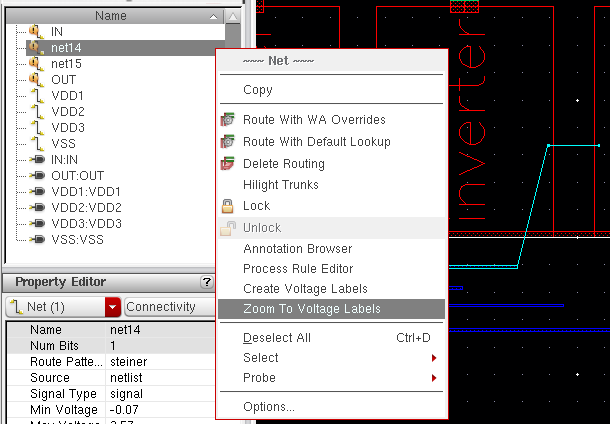 Name
IN
net14
net15
OUT
VDD1
VDD2
VDD3
VSS
IN:IN
OUT:OUT
VDD1:VDD1
VDD2:VDD2
VDD3:VDD3
VSS:VSS
Property Editor
?
Net (1)
Connectivity
Name net14
Num Bits 1
Route Patte... steiner
Source netlist
Signal Type signal
Min Voltage -0.07
~~~ Net ~~~
Copy
Route With WA Overrides
Route With Default Lookup
Delete Routing
Hilight Trunks
Lock
Unlock
Annotation Browser
Process Rule Editor
Create Voltage Labels
Zoom To Voltage Labels
Deselect All Ctrl+D
Select
Probe
Options...
inverter